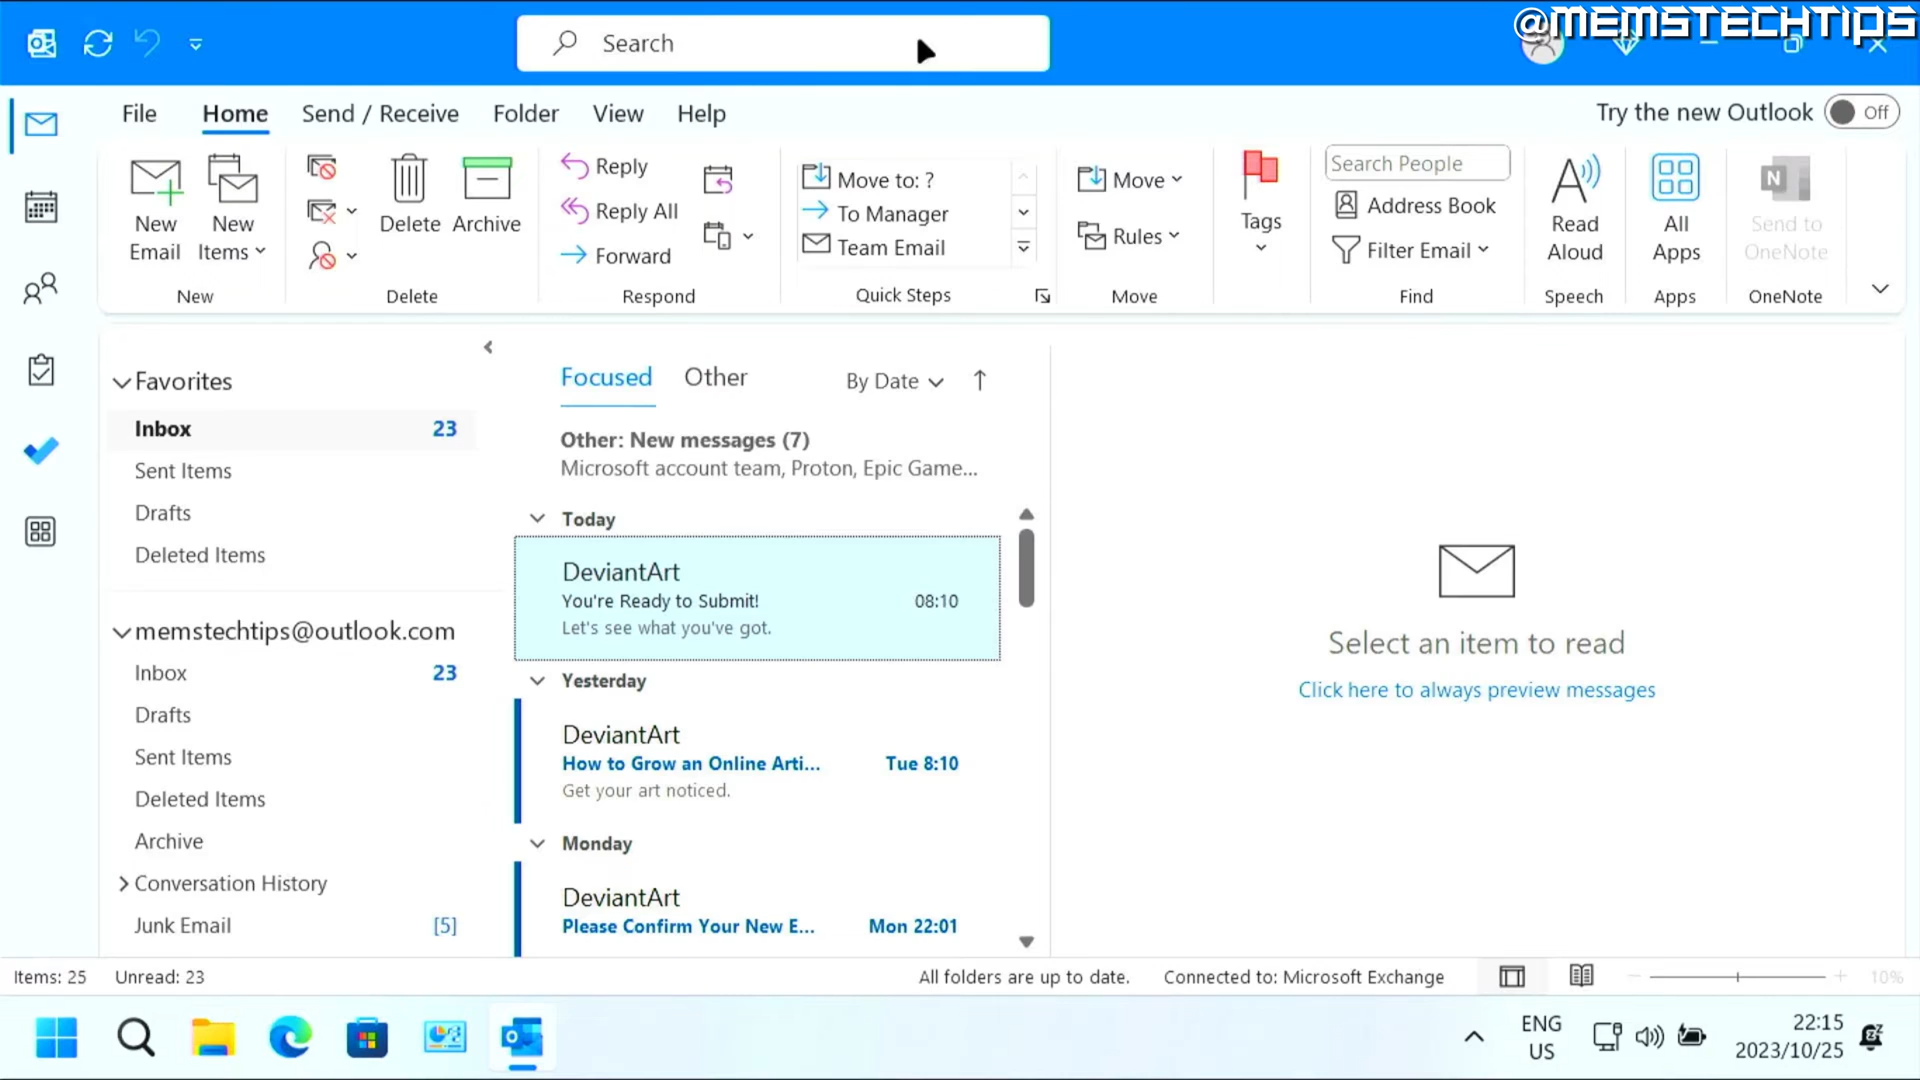 @MEMSTECHTIPS
Search
File Home Send / Receive Folder View Help
Try the new Outlook Off
New Email
New Items
New
Delete
Archive
Delete
Reply
Reply All
Forward
Respond
Move to: ?
To Manager
Team Email
Quick Steps
Move
Rules
Move
Tags
Search People
Address Book
Filter Email
Find
Read Aloud
Speech
All Apps
Apps
N
Send to OneNote
OneNote
Favorites
Inbox 23
Sent Items
Drafts
Deleted Items
memstechtips@outlook.com
Inbox 23
Drafts
Sent Items
Deleted Items
Archive
Conversation History
Junk Email [5]
Focused Other By Date
Other: New messages (7)
Microsoft account team, Proton, Epic Game...
Today
DeviantArt
You're Ready to Submit! 08:10
Let's see what you've got.
Yesterday
DeviantArt
How to Grow an Online Arti... Tue 8:10
Get your art noticed.
Monday
DeviantArt
Please Confirm Your New E... Mon 22:01
Select an item to read
Click here to always preview messages
Items: 25 Unread: 23 All folders are up to date. Connected to: Microsoft Exchange 10%
ENG
US
22:15
2023/10/25